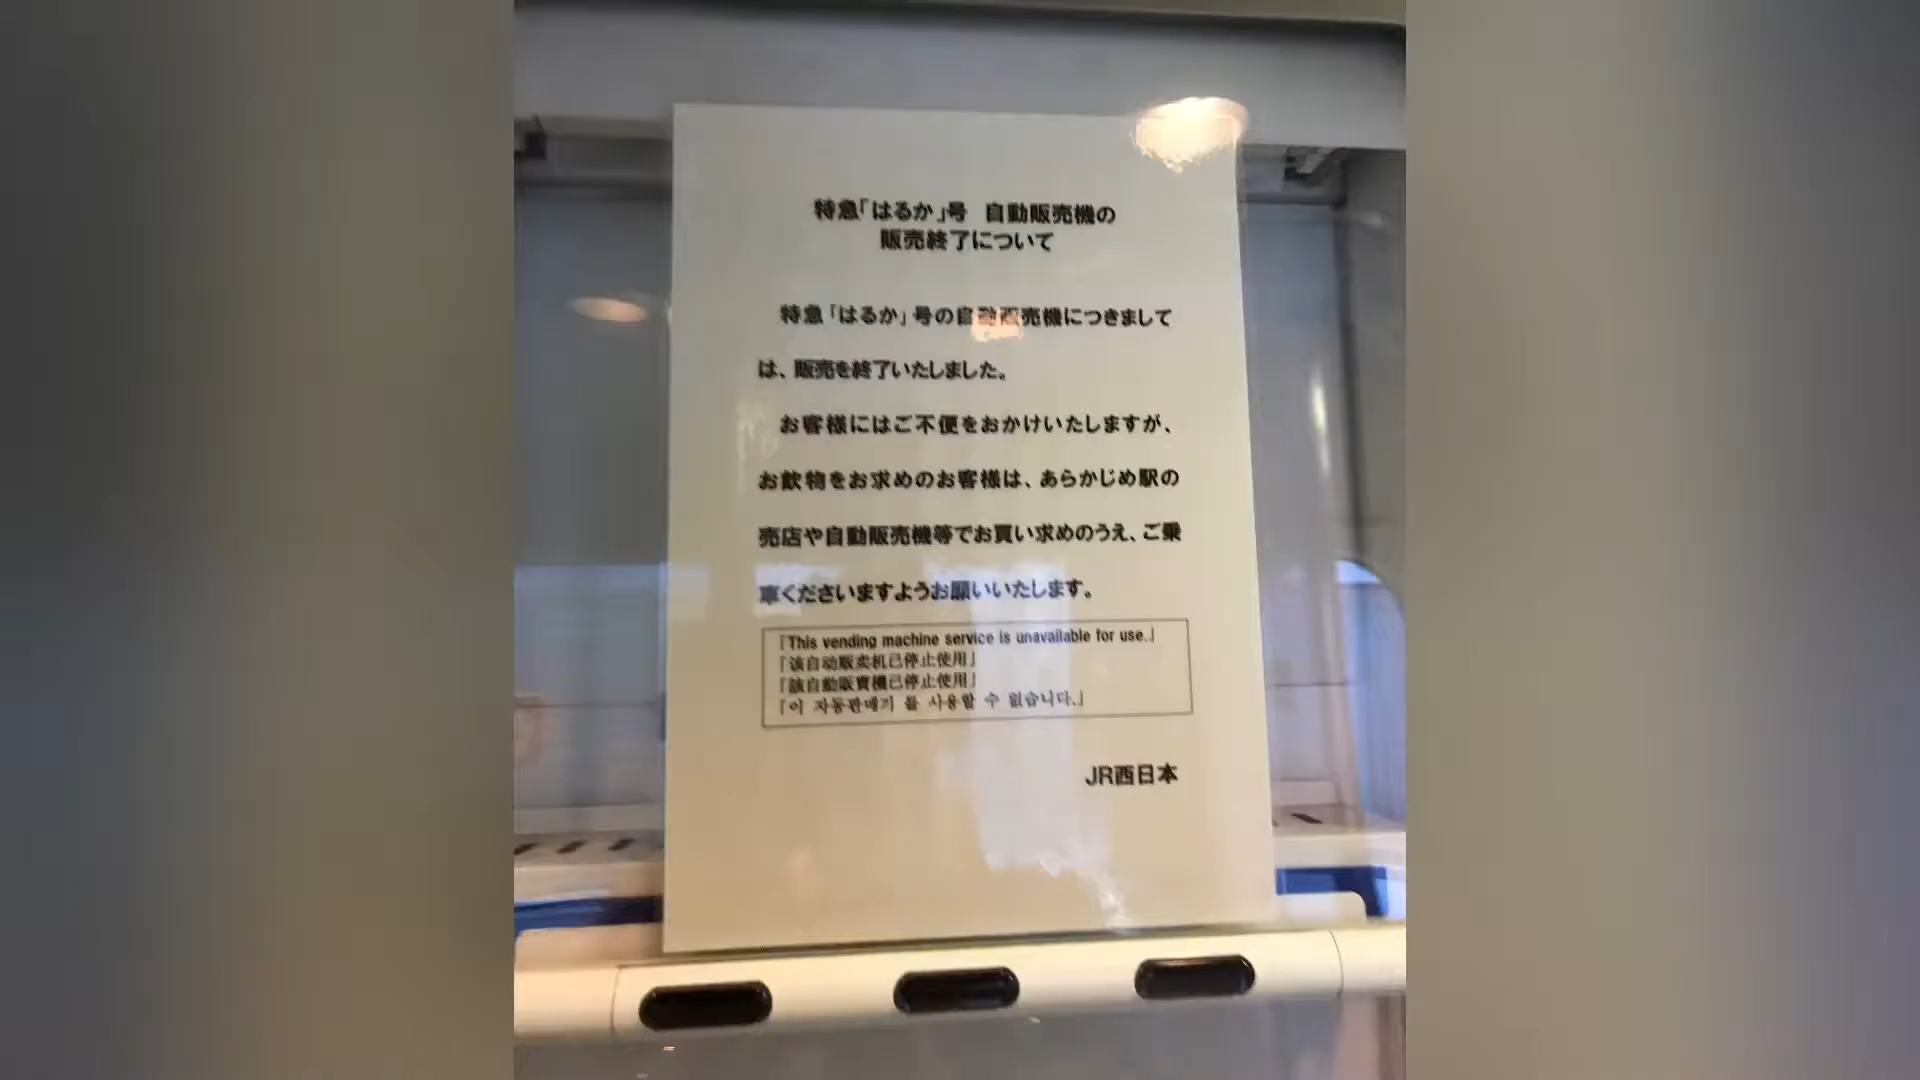 特急「はるか」号　自動販売機の
販売終了について
特急「はるか」号の自動販売機につきまして
は、販売を終了いたしました。
お客様にはご不便をおかけいたしますが、
お飲物をお求めのお客様は、あらかじめ駅の
売店や自動販売機等でお買い求めのうえ、ご乗
車くださいますようお願いいたします。
「This vending machine service is unavailable for use.」
「该自动贩卖机已停止使用」
「該自動販賣機已停止使用」
「이 자동판매기 를 사용할 수 없습니다.」
JR西日本